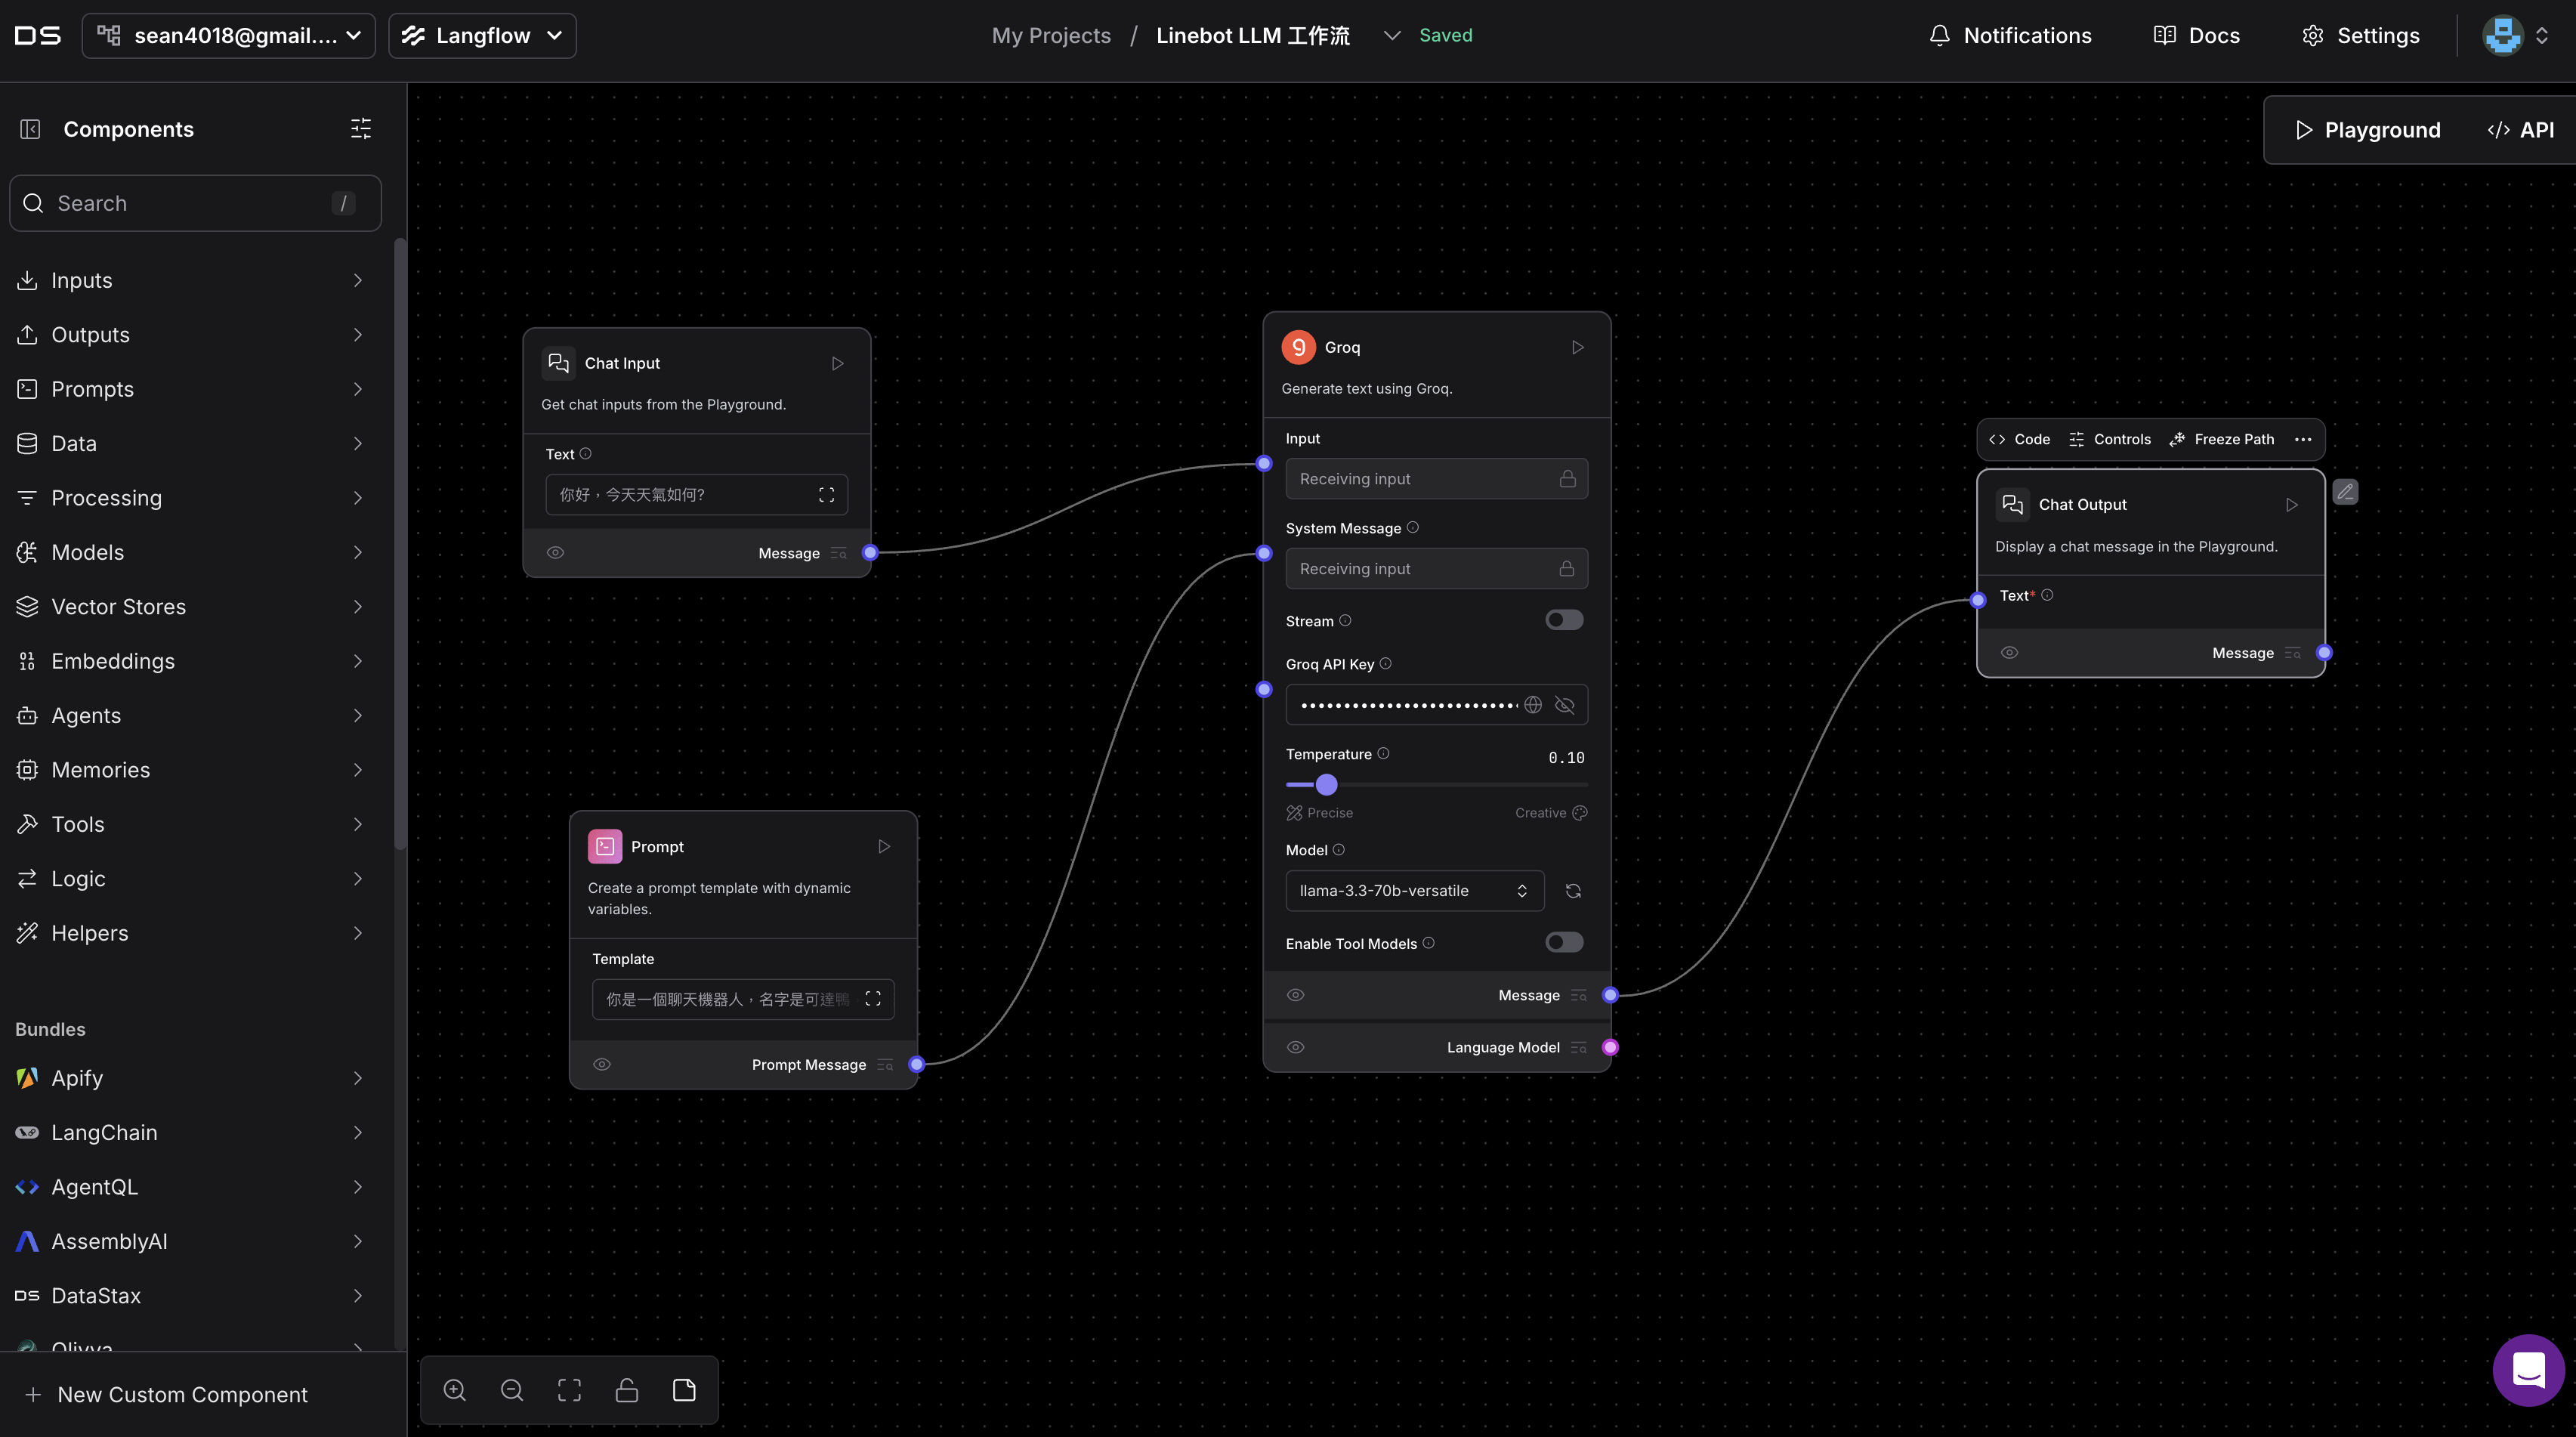 DS
sean4018@gmail....
Langflow
My Projects / Linebot LLM 工作流
Saved
Notifications
Docs
Settings
Components
Search
/
Inputs
Outputs
Prompts
Data
Processing
Models
Vector Stores
Embeddings
Agents
Memories
Tools
Logic
Helpers
Bundles
Apify
LangChain
AgentQL
AssemblyAI
DS DataStax
Olivya
New Custom Component
Playground
API
Chat Input
Get chat inputs from the Playground.
Text
你好，今天天氣如何?
Message
Prompt
Create a prompt template with dynamic
variables.
Template
你是一個聊天機器人，名字是可達鴨
Prompt Message
Groq
Generate text using Groq.
Input
Receiving input
System Message
Receiving input
Stream
Groq API Key
Temperature
0.10
Precise
Creative
Model
llama-3.3-70b-versatile
Enable Tool Models
Message
Language Model
Code
Controls
Freeze Path
Chat Output
Display a chat message in the Playground.
Text*
Message